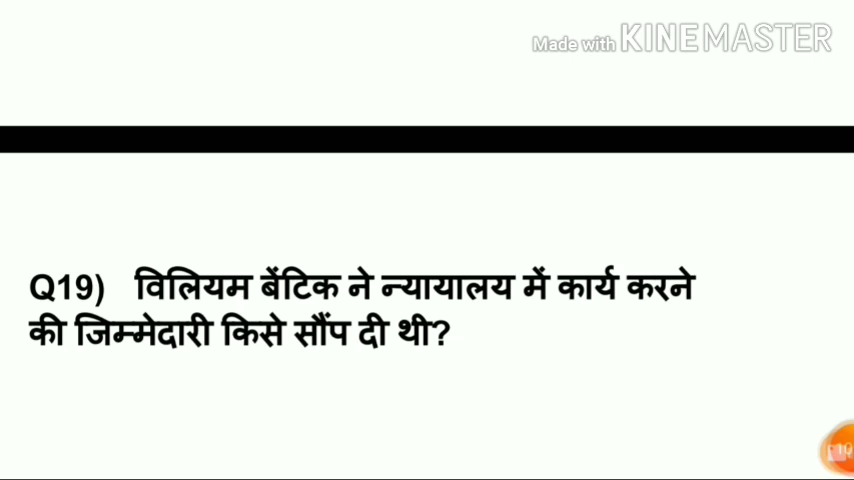 Made with KINEMASTER
Q19) विलियम बेंटिक ने न्यायालय में कार्य करने
की जिम्मेदारी किसे सौंप दी थी?